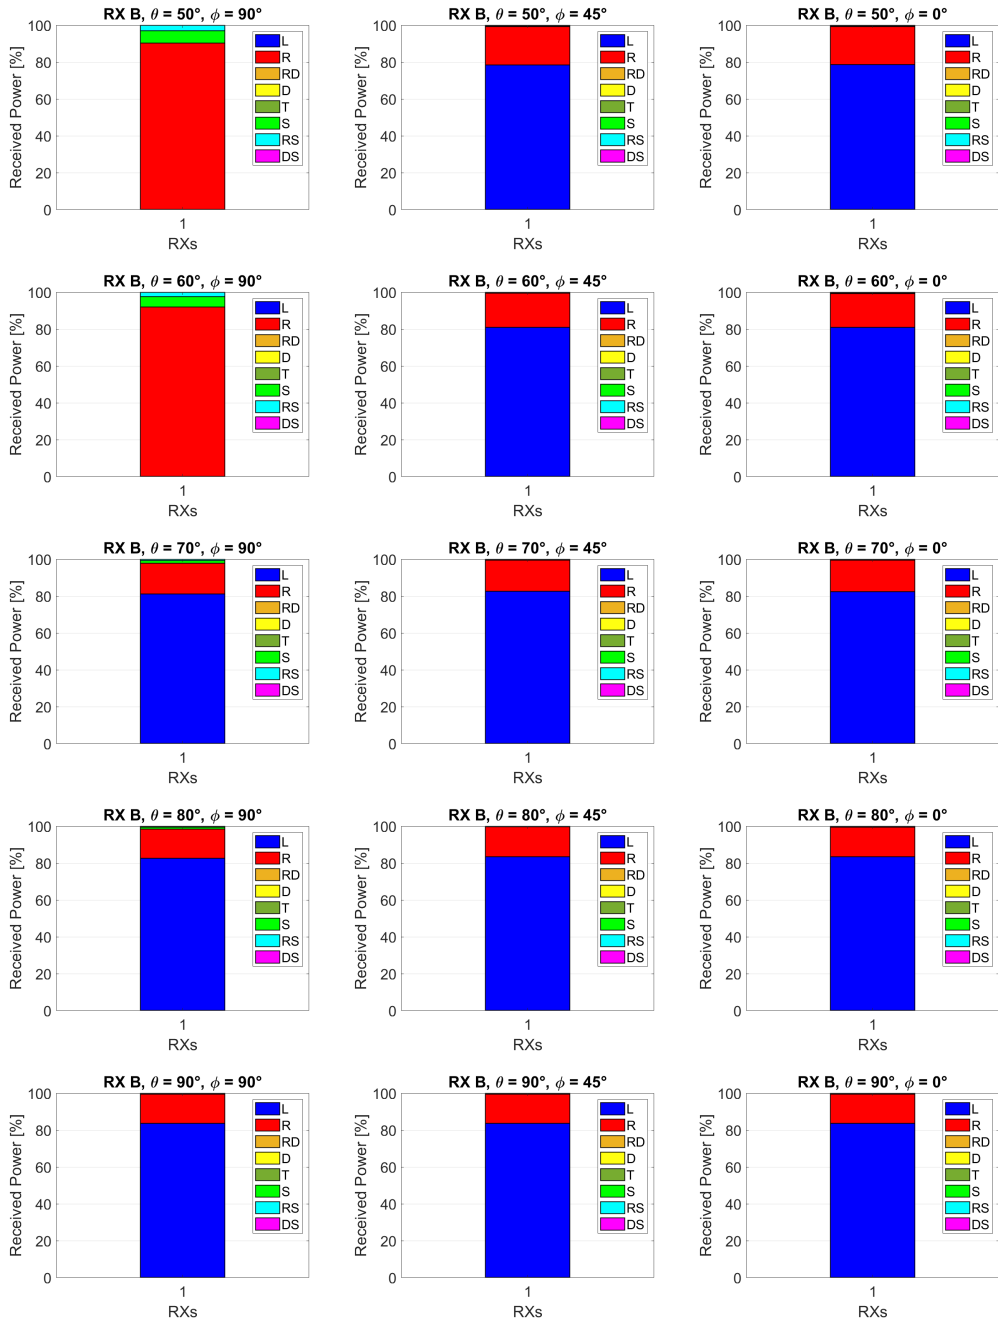 RX B, θ = 50°, ϕ = 90°
Received Power [%]
100
80
60
40
20
0
L
R
RD
D
T
S
RS
DS
1
RXs
RX B, θ = 50°, ϕ = 45°
Received Power [%]
100
80
60
40
20
0
L
R
RD
D
T
S
RS
DS
1
RXs
RX B, θ = 50°, ϕ = 0°
Received Power [%]
100
80
60
40
20
0
L
R
RD
D
T
S
RS
DS
1
RXs
RX B, θ = 60°, ϕ = 90°
Received Power [%]
100
80
60
40
20
0
L
R
RD
D
T
S
RS
DS
1
RXs
RX B, θ = 60°, ϕ = 45°
Received Power [%]
100
80
60
40
20
0
L
R
RD
D
T
S
RS
DS
1
RXs
RX B, θ = 60°, ϕ = 0°
Received Power [%]
100
80
60
40
20
0
L
R
RD
D
T
S
RS
DS
1
RXs
RX B, θ = 70°, ϕ = 90°
Received Power [%]
100
80
60
40
20
0
L
R
RD
D
T
S
RS
DS
1
RXs
RX B, θ = 70°, ϕ = 45°
Received Power [%]
100
80
60
40
20
0
L
R
RD
D
T
S
RS
DS
1
RXs
RX B, θ = 70°, ϕ = 0°
Received Power [%]
100
80
60
40
20
0
L
R
RD
D
T
S
RS
DS
1
RXs
RX B, θ = 80°, ϕ = 90°
Received Power [%]
100
80
60
40
20
0
L
R
RD
D
T
S
RS
DS
1
RXs
RX B, θ = 80°, ϕ = 45°
Received Power [%]
100
80
60
40
20
0
L
R
RD
D
T
S
RS
DS
1
RXs
RX B, θ = 80°, ϕ = 0°
Received Power [%]
100
80
60
40
20
0
L
R
RD
D
T
S
RS
DS
1
RXs
RX B, θ = 90°, ϕ = 90°
Received Power [%]
100
80
60
40
20
0
L
R
RD
D
T
S
RS
DS
1
RXs
RX B, θ = 90°, ϕ = 45°
Received Power [%]
100
80
60
40
20
0
L
R
RD
D
T
S
RS
DS
1
RXs
RX B, θ = 90°, ϕ = 0°
Received Power [%]
100
80
60
40
20
0
L
R
RD
D
T
S
RS
DS
1
RXs